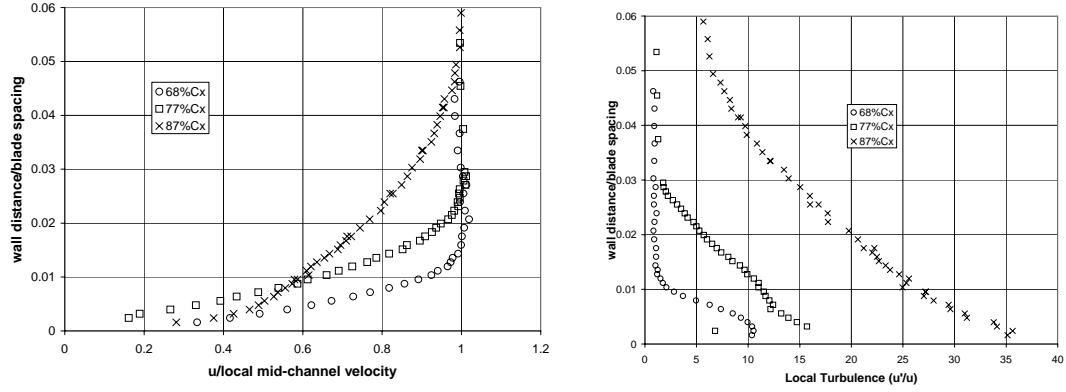 0.06
0.05
0.04
0.03
0.02
0.01
0
wall distance/blade spacing
68%Cx
77%Cx
87%Cx
0 0.2 0.4 0.6 0.8 1 1.2
u/local mid-channel velocity
0.06
0.05
0.04
0.03
0.02
0.01
0
wall distance/blade spacing
68%Cx
77%Cx
87%Cx
0 5 10 15 20 25 30 35 40
Local Turbulence (u'/u)